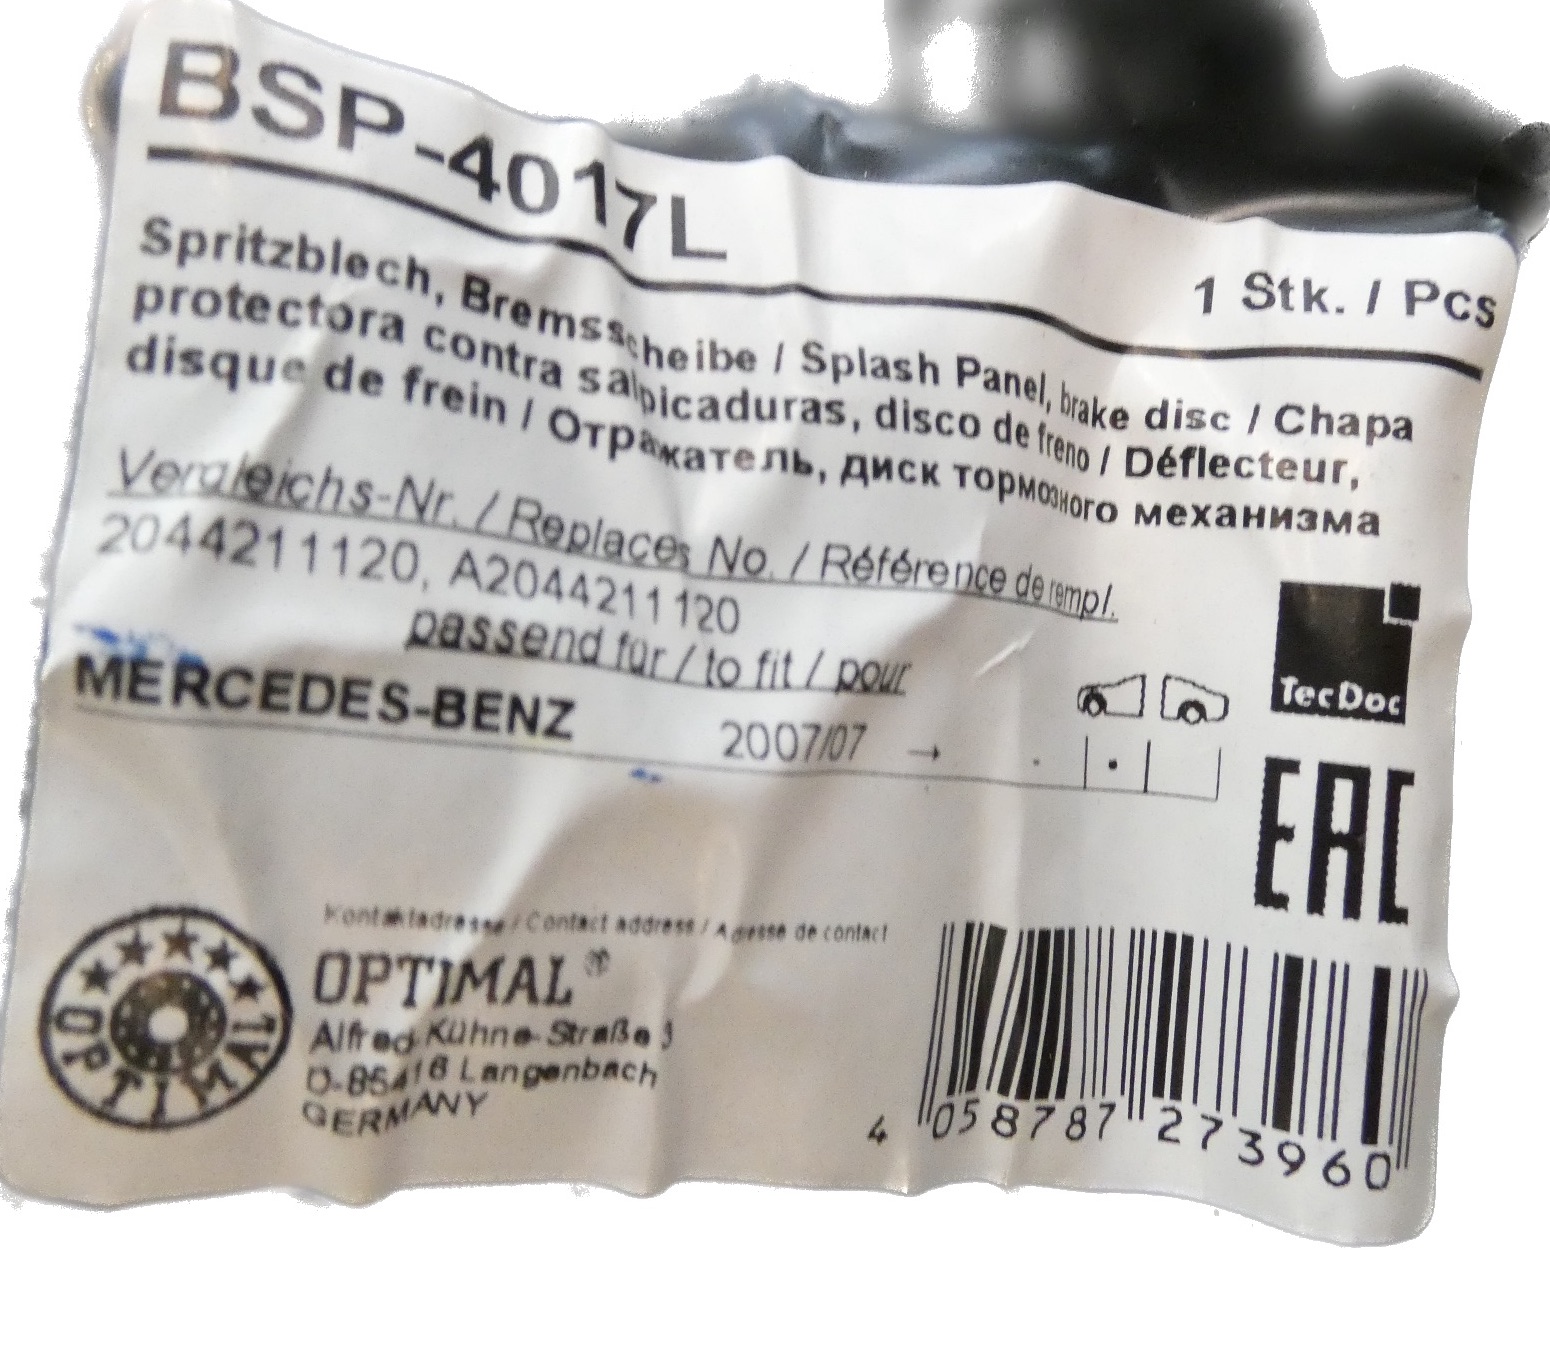 BSP-4017L
1 Stk. / Pcs
Spritzblech, Bremsscheibe / Splash Panel, brake disc / Chapa
protectora contra salpicaduras, disco de freno / Déflecteur,
disque de frein / Отражатель, диск тормозного механизма
Vergleichs-Nr. / Replaces No. / Référence de rempl.
2044211120, A2044211120
passend für / to fit / pour
MERCEDES-BENZ 2007/07 →
TecDoc
EAC
Kontaktadresse / Contact address / Adresse de contact
OPTIMAL®
Alfred-Kühne-Straße 3
D-85416 Langenbach
GERMANY
OPTIMAL
4 058787 273960